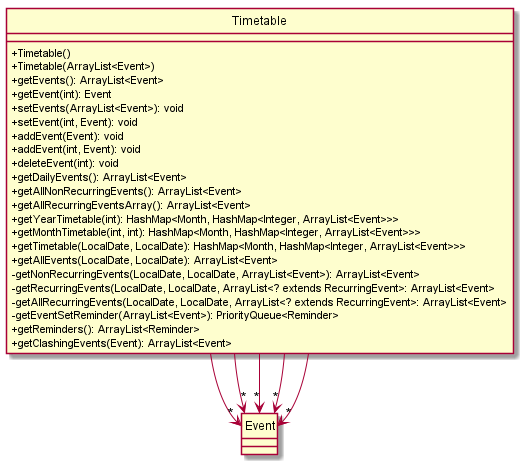 Timetable
+Timetable()
+Timetable(ArrayList<Event>)
+getEvents(): ArrayList<Event>
+getEvent(int): Event
+setEvents(ArrayList<Event>): void
+setEvent(int, Event): void
+addEvent(Event): void
+addEvent(int, Event): void
+deleteEvent(int): void
+getDailyEvents(): ArrayList<Event>
+getAllNonRecurringEvents(): ArrayList<Event>
+getAllRecurringEventsArray(): ArrayList<Event>
+getYearTimetable(int): HashMap<Month, HashMap<Integer, ArrayList<Event>>>
+getMonthTimetable(int, int): HashMap<Month, HashMap<Integer, ArrayList<Event>>>
+getTimetable(LocalDate, LocalDate): HashMap<Month, HashMap<Integer, ArrayList<Event>>>
+getAllEvents(LocalDate, LocalDate): ArrayList<Event>
-getNonRecurringEvents(LocalDate, LocalDate, ArrayList<Event>): ArrayList<Event>
-getRecurringEvents(LocalDate, LocalDate, ArrayList<? extends RecurringEvent>: ArrayList<Event>
-getAllRecurringEvents(LocalDate, LocalDate, ArrayList<? extends RecurringEvent>: ArrayList<Event>
-getEventSetReminder(ArrayList<Event>): PriorityQueue<Reminder>
+getReminders(): ArrayList<Reminder>
+getClashingEvents(Event): ArrayList<Event>
* * * * *
Event